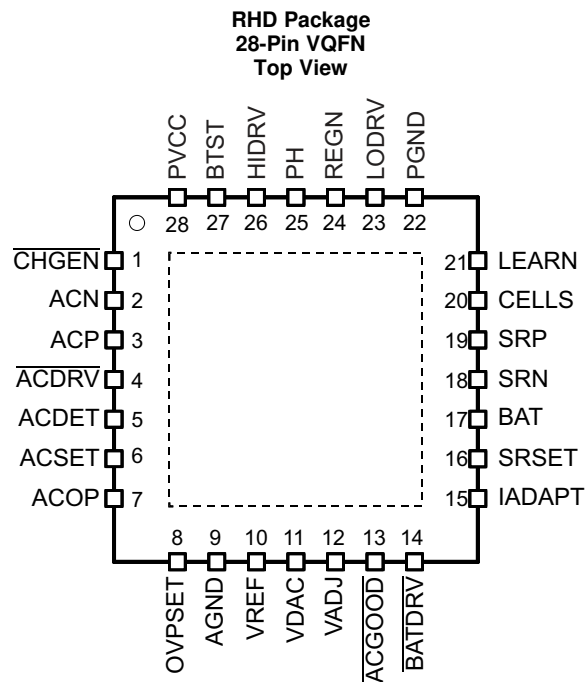 RHD Package
28-Pin VQFN
Top View
PVCC
BTST
HIDRV
PH
REGN
LODRV
PGND
28 27 26 25 24 23 22
CHGEN 1
ACN 2
ACP 3
ACDRV 4
ACDET 5
ACSET 6
ACOP 7
21 LEARN
20 CELLS
19 SRP
18 SRN
17 BAT
16 SRSET
15 IADAPT
8 9 10 11 12 13 14
OVPSET
AGND
VREF
VDAC
VADJ
ACGOOD
BATDRV